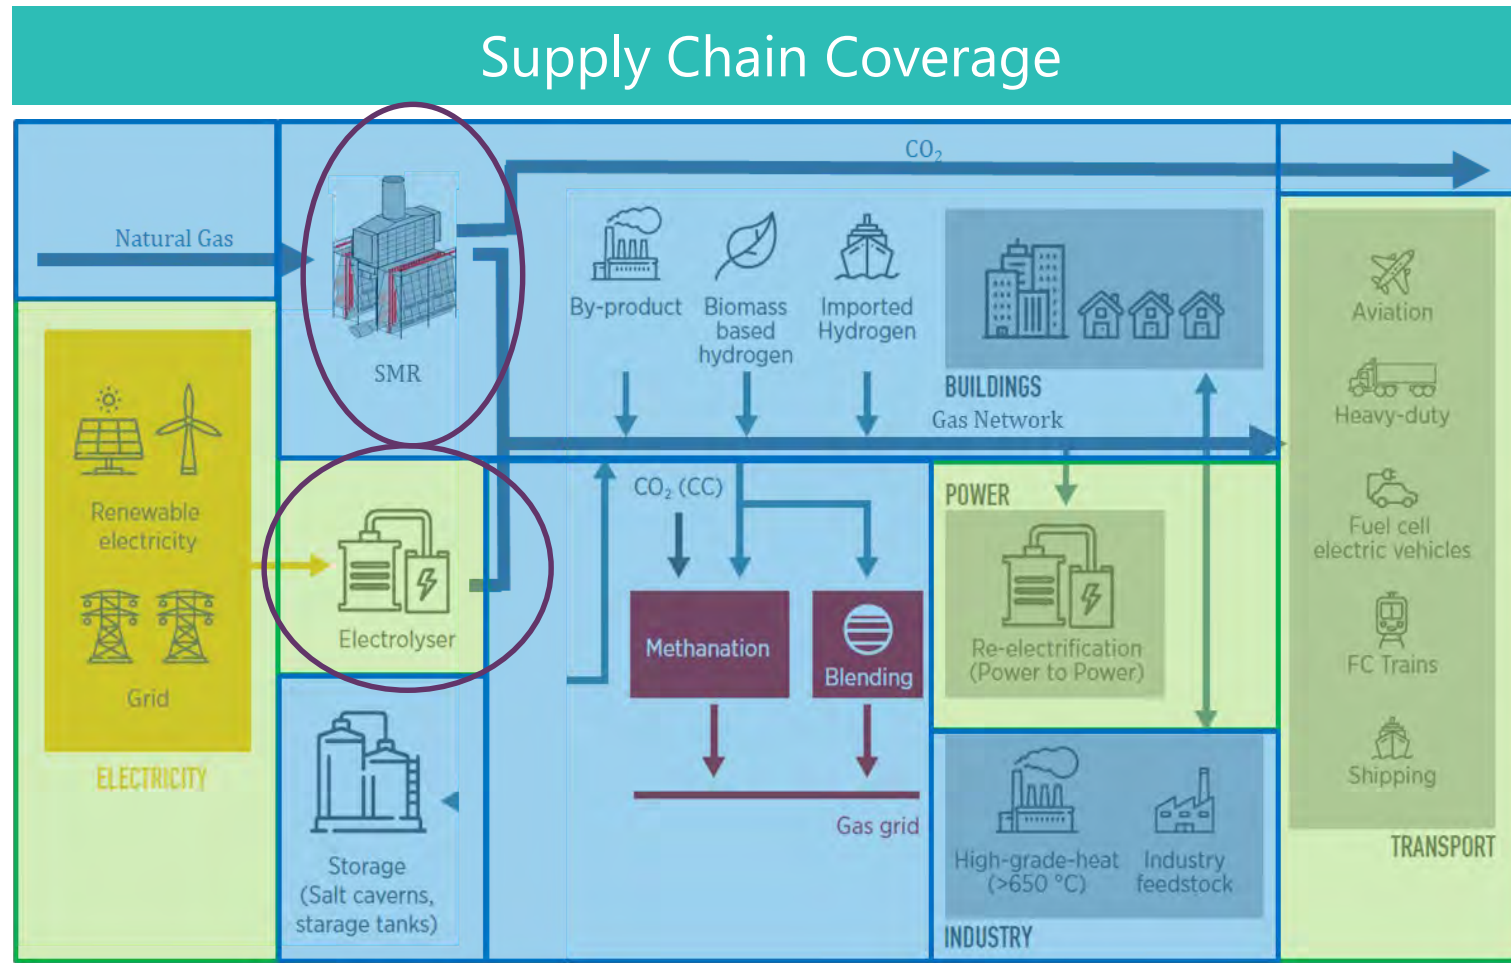 Supply Chain Coverage
CO₂
Natural Gas
SMR
By-product
Biomass
based
hydrogen
Imported
Hydrogen
BUILDINGS
Gas Network
Aviation
Heavy-duty
Fuel cell
electric vehicles
FC Trains
Shipping
TRANSPORT
Renewable
electricity
Grid
ELECTRICITY
Electrolyser
Storage
(Salt caverns,
starage tanks)
CO₂ (CC)
Methanation
Blending
Gas grid
POWER
Re-electrification
(Power to Power)
High-grade-heat
(>650 °C)
Industry
feedstock
INDUSTRY